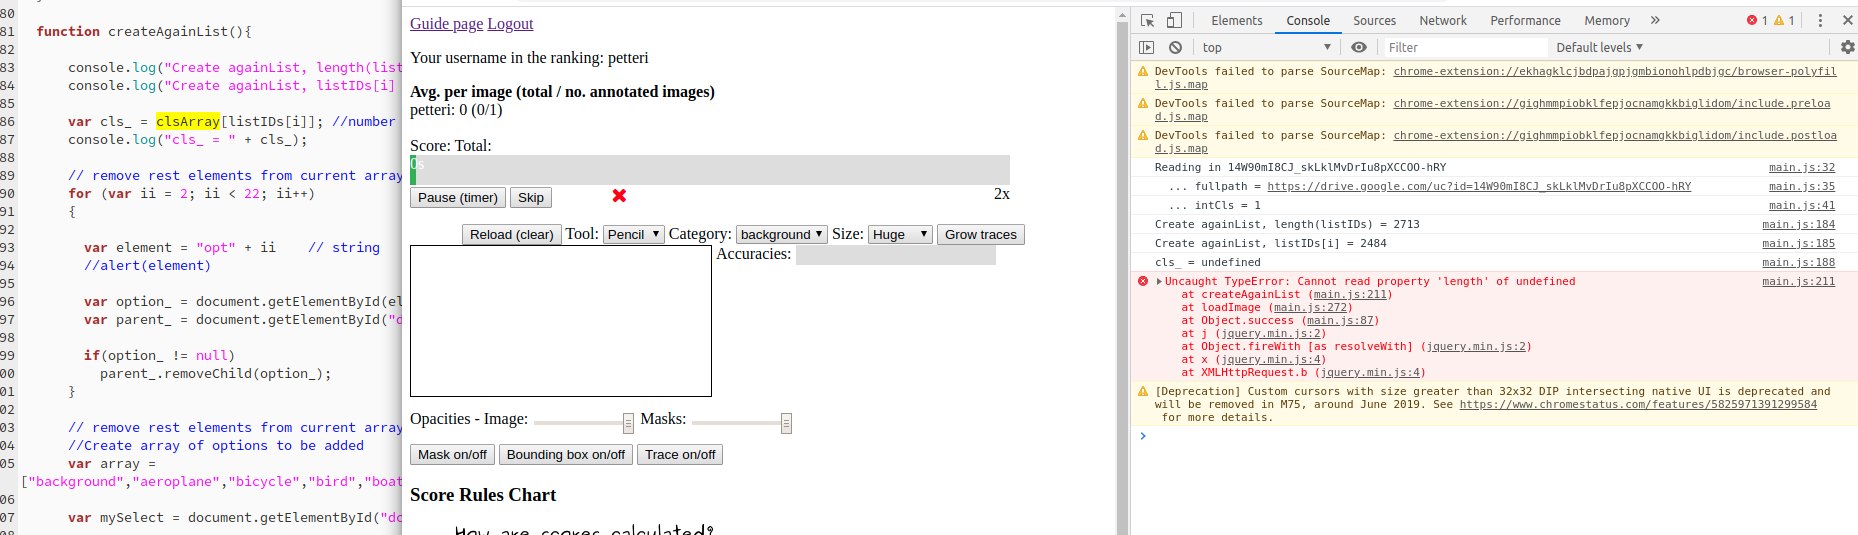 80
81 function createAgainList(){
82
83 console.log("Create againList, length(list
84 console.log("Create againList, listIDs[i]
85
86 var cls_ = clsArray[listIDs[i]]; //number
87 console.log("cls_ = " + cls_);
88
89 // remove rest elements from current array
90 for (var ii = 2; ii < 22; ii++)
91 {
92
93 var element = "opt" + ii // string
94 //alert(element)
95
96 var option_ = document.getElementById(el
97 var parent_ = document.getElementById("d
98
99 if(option_ != null)
00 parent_.removeChild(option_);
01 }
02
03 // remove rest elements from current array
04 //Create array of options to be added
05 var array =
["background","aeroplane","bicycle","bird","boat
06
07 var mySelect = document.getElementById("dc
Guide page Logout
Your username in the ranking: petteri
Avg. per image (total / no. annotated images)
petteri: 0 (0/1)
Score: Total:
0s
Pause (timer) Skip 2x
Reload (clear) Tool: Pencil Category: background Size: Huge Grow traces
Accuracies:
Opacities - Image: Masks:
Mask on/off Bounding box on/off Trace on/off
Score Rules Chart
How are scores calculated?
Elements Console Sources Network Performance Memory » 1 1
top Filter Default levels
DevTools failed to parse SourceMap: chrome-extension://ekhagklcjbdpajgpjgmbionohlpdbjgc/browser-polyfil
l.js.map
DevTools failed to parse SourceMap: chrome-extension://gighmmpiobklfepjocnamgkkbiglidom/include.preloa
d.js.map
DevTools failed to parse SourceMap: chrome-extension://gighmmpiobklfepjocnamgkkbiglidom/include.postloa
d.js.map
Reading in 14W90mI8CJ_skLklMvDrIu8pXCCOO-hRY main.js:32
... fullpath = https://drive.google.com/uc?id=14W90mI8CJ_skLklMvDrIu8pXCCOO-hRY main.js:35
... intCls = 1 main.js:41
Create againList, length(listIDs) = 2713 main.js:184
Create againList, listIDs[i] = 2484 main.js:185
cls_ = undefined main.js:188
Uncaught TypeError: Cannot read property 'length' of undefined main.js:211
at createAgainList (main.js:211)
at loadImage (main.js:272)
at Object.success (main.js:87)
at j (jquery.min.js:2)
at Object.fireWith [as resolveWith] (jquery.min.js:2)
at x (jquery.min.js:4)
at XMLHttpRequest.b (jquery.min.js:4)
[Deprecation] Custom cursors with size greater than 32x32 DIP intersecting native UI is deprecated and
will be removed in M75, around June 2019. See https://www.chromestatus.com/features/5825971391299584
for more details.